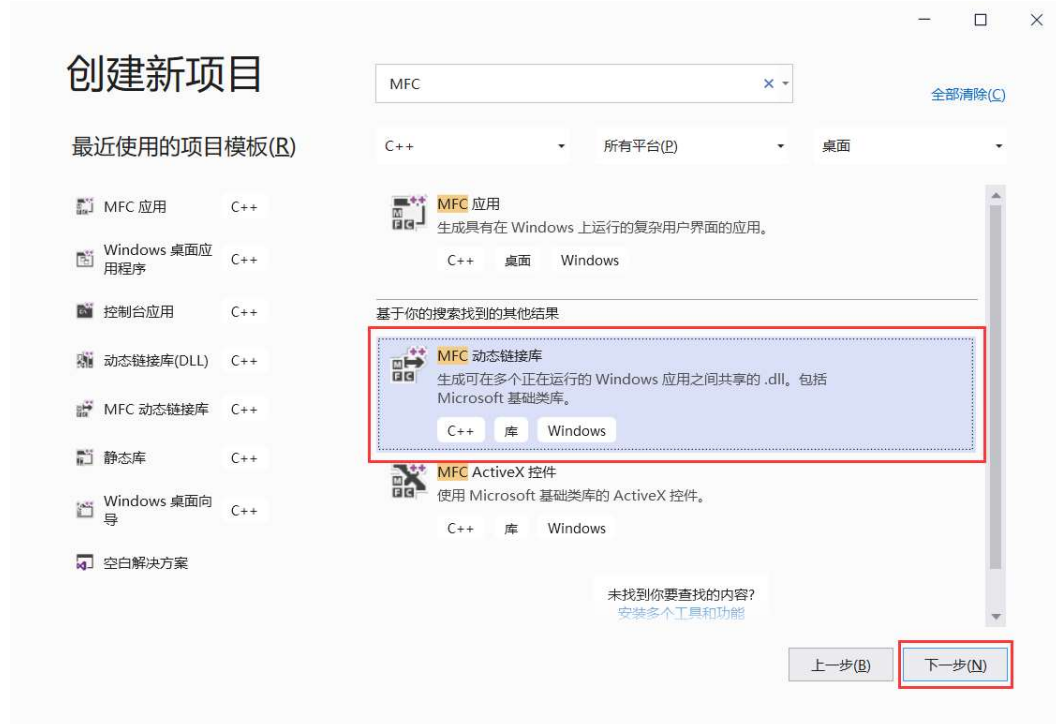 创建新项目
MFC
全部清除(C)
最近使用的项目模板(R)
C++
所有平台(P)
桌面
MFC 应用 C++
Windows 桌面应
用程序
C++
控制台应用 C++
动态链接库(DLL) C++
MFC 动态链接库 C++
静态库 C++
Windows 桌面向
导
C++
空白解决方案
MFC 应用
生成具有在 Windows 上运行的复杂用户界面的应用。
C++ 桌面 Windows
基于你的搜索找到的其他结果
MFC 动态链接库
生成可在多个正在运行的 Windows 应用之间共享的 .dll。包括
Microsoft 基础类库。
C++ 库 Windows
MFC ActiveX 控件
使用 Microsoft 基础类库的 ActiveX 控件。
C++ 库 Windows
未找到你要查找的内容?
安装多个工具和功能
上一步(B)
下一步(N)